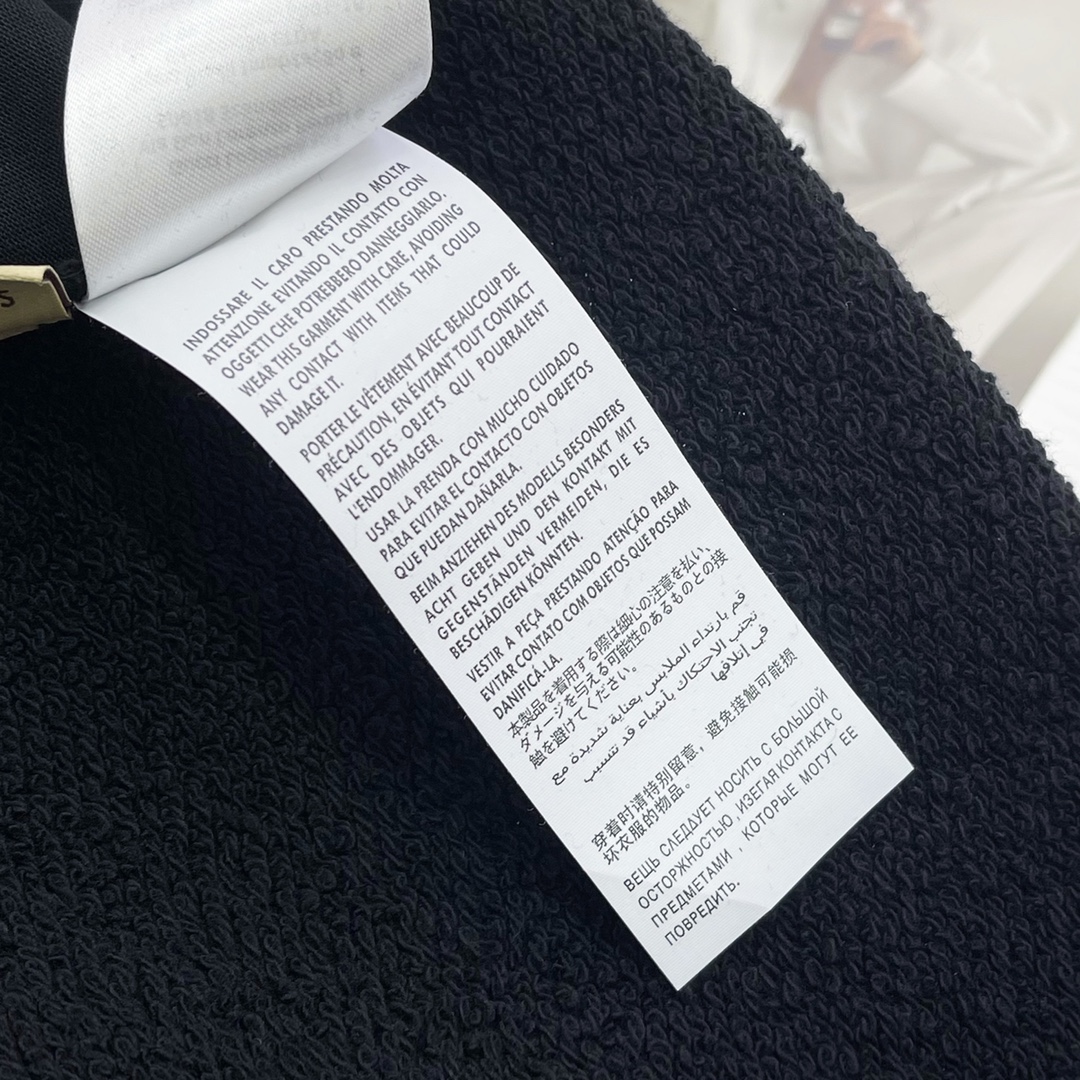 S
INDOSSARE IL CAPO PRESTANDO MOLTA
ATTENZIONE EVITANDO IL CONTATTO CON
OGGETTI CHE POTREBBERO DANNEGGIARLO.
WEAR THIS GARMENT WITH CARE, AVOIDING
ANY CONTACT WITH ITEMS THAT COULD
DAMAGE IT.
PORTER LE VÊTEMENT AVEC BEAUCOUP DE
PRÉCAUTION, EN ÉVITANT TOUT CONTACT
AVEC DES OBJETS QUI POURRAIENT
L'ENDOMMAGER.
USAR LA PRENDA CON MUCHO CUIDADO
PARA EVITAR EL CONTACTO CON OBJETOS
QUE PUEDAN DAÑARLA.
BEIM ANZIEHEN DES MODELLS BESONDERS
ACHT GEBEN UND DEN KONTAKT MIT
GEGENSTÄNDEN VERMEIDEN, DIE ES
BESCHÄDIGEN KÖNNTEN.
VESTIR A PEÇA PRESTANDO ATENÇÃO PARA
EVITAR CONTATO COM OBJETOS QUE POSSAM
DANIFICÁ-LA.
本製品を着用する際は細心の注意を払い、
ダメージを与える可能性のあるものとの接
触を避けてください。
قم بارتداء الملابس بعناية شديدة مع
تجنب الاحتكاك بأشياء قد تتسبب
في إتلافها
穿着时请特别留意，避免接触可能损
坏衣服的物品。
ВЕЩЬ СЛЕДДУЕТ НОСИТЬ С БОЛЬШОЙ
ОСТОРЖНОСТЬЮ , ИЗЕГАЯ КОНТАКТА С
ПРЕДМЕТАМИ , КОТОРЫЕ МОГУТ ЕЕ
ПОВРЕДИТЬ.